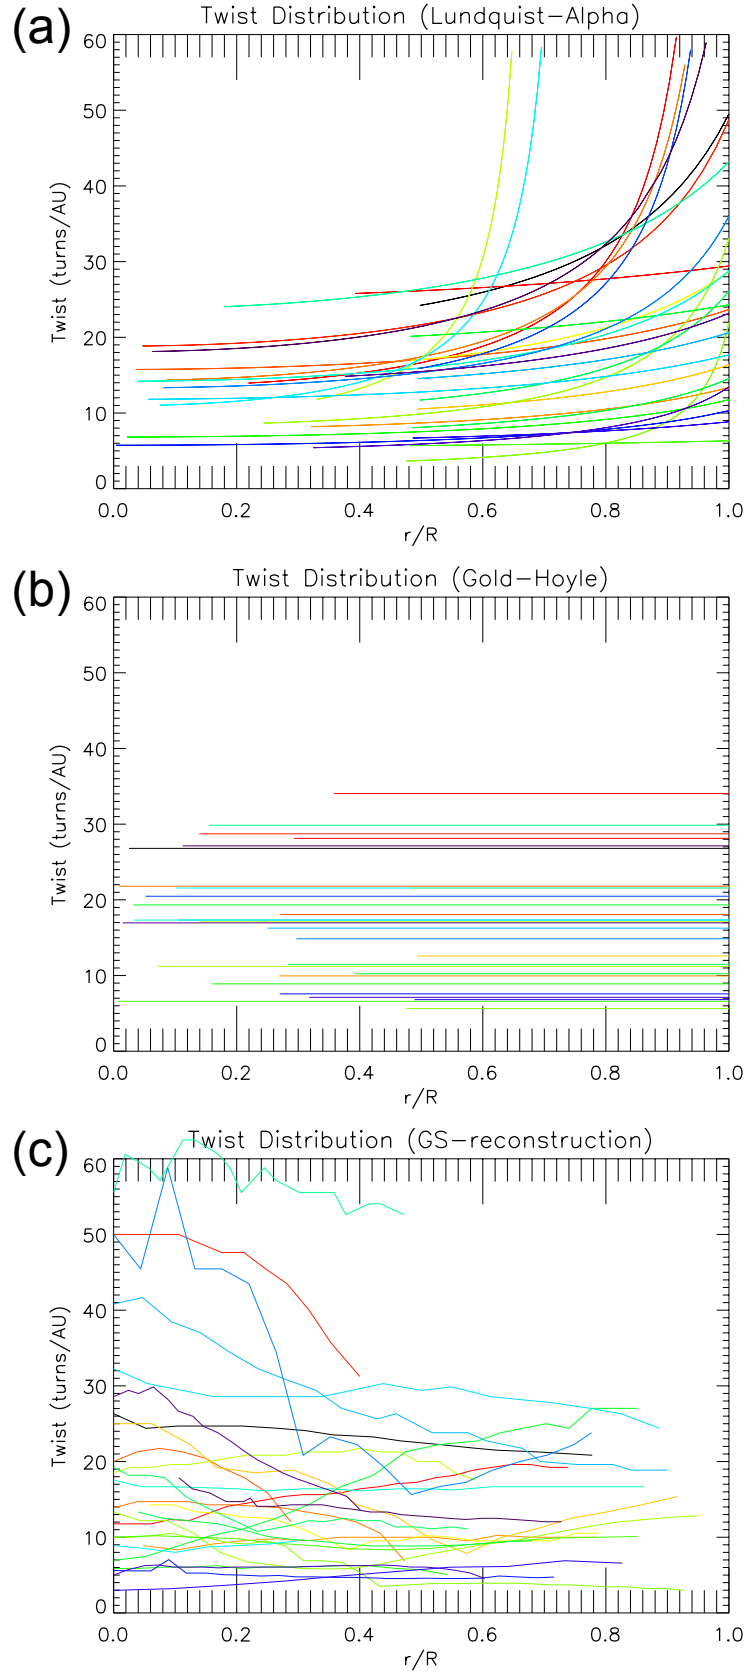 (a)
Twist Distribution (Lundquist-Alpha)
60
50
40
30
20
10
0
Twist (turns/AU)
0.0 0.2 0.4 0.6 0.8 1.0
r/R
(b)
Twist Distribution (Gold-Hoyle)
60
50
40
30
20
10
0
Twist (turns/AU)
0.0 0.2 0.4 0.6 0.8 1.0
r/R
(c)
Twist Distribution (GS-reconstruction)
60
50
40
30
20
10
0
Twist (turns/AU)
0.0 0.2 0.4 0.6 0.8 1.0
r/R